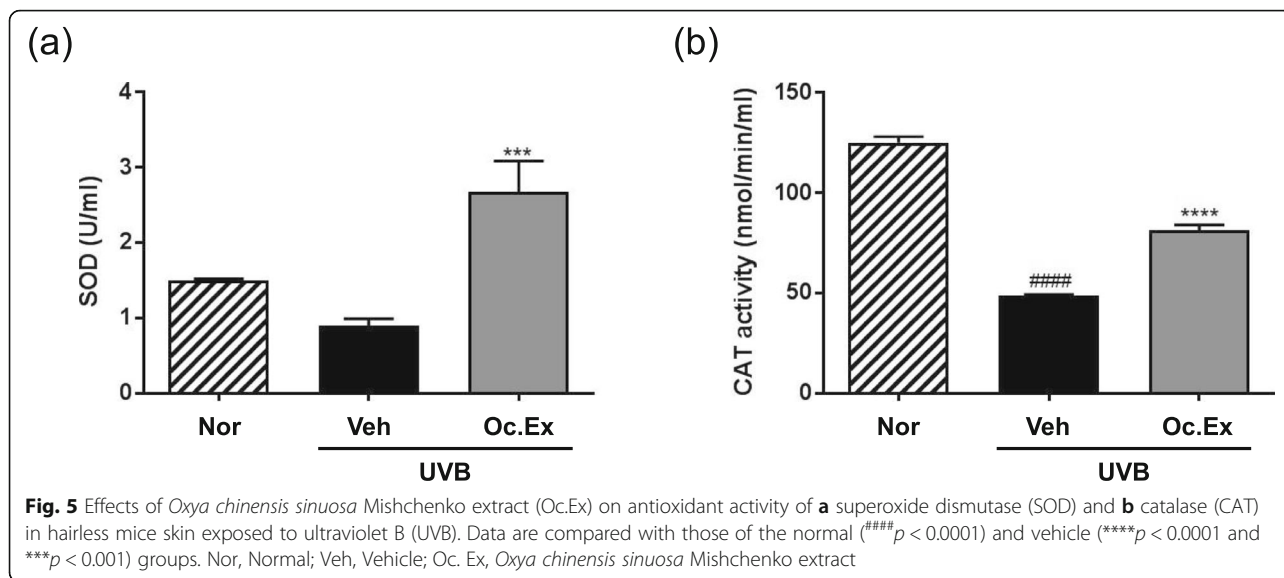 (a)
SOD (U/ml)
4
3
2
1
0
***
Nor Veh Oc.Ex
UVB
(b)
CAT activity (nmol/min/ml)
150
100
50
0
####
****
Nor Veh Oc.Ex
UVB
Fig. 5 Effects of Oxya chinensis sinuosa Mishchenko extract (Oc.Ex) on antioxidant activity of a superoxide dismutase (SOD) and b catalase (CAT)
in hairless mice skin exposed to ultraviolet B (UVB). Data are compared with those of the normal (####p < 0.0001) and vehicle (****p < 0.0001 and
***p < 0.001) groups. Nor, Normal; Veh, Vehicle; Oc. Ex, Oxya chinensis sinuosa Mishchenko extract